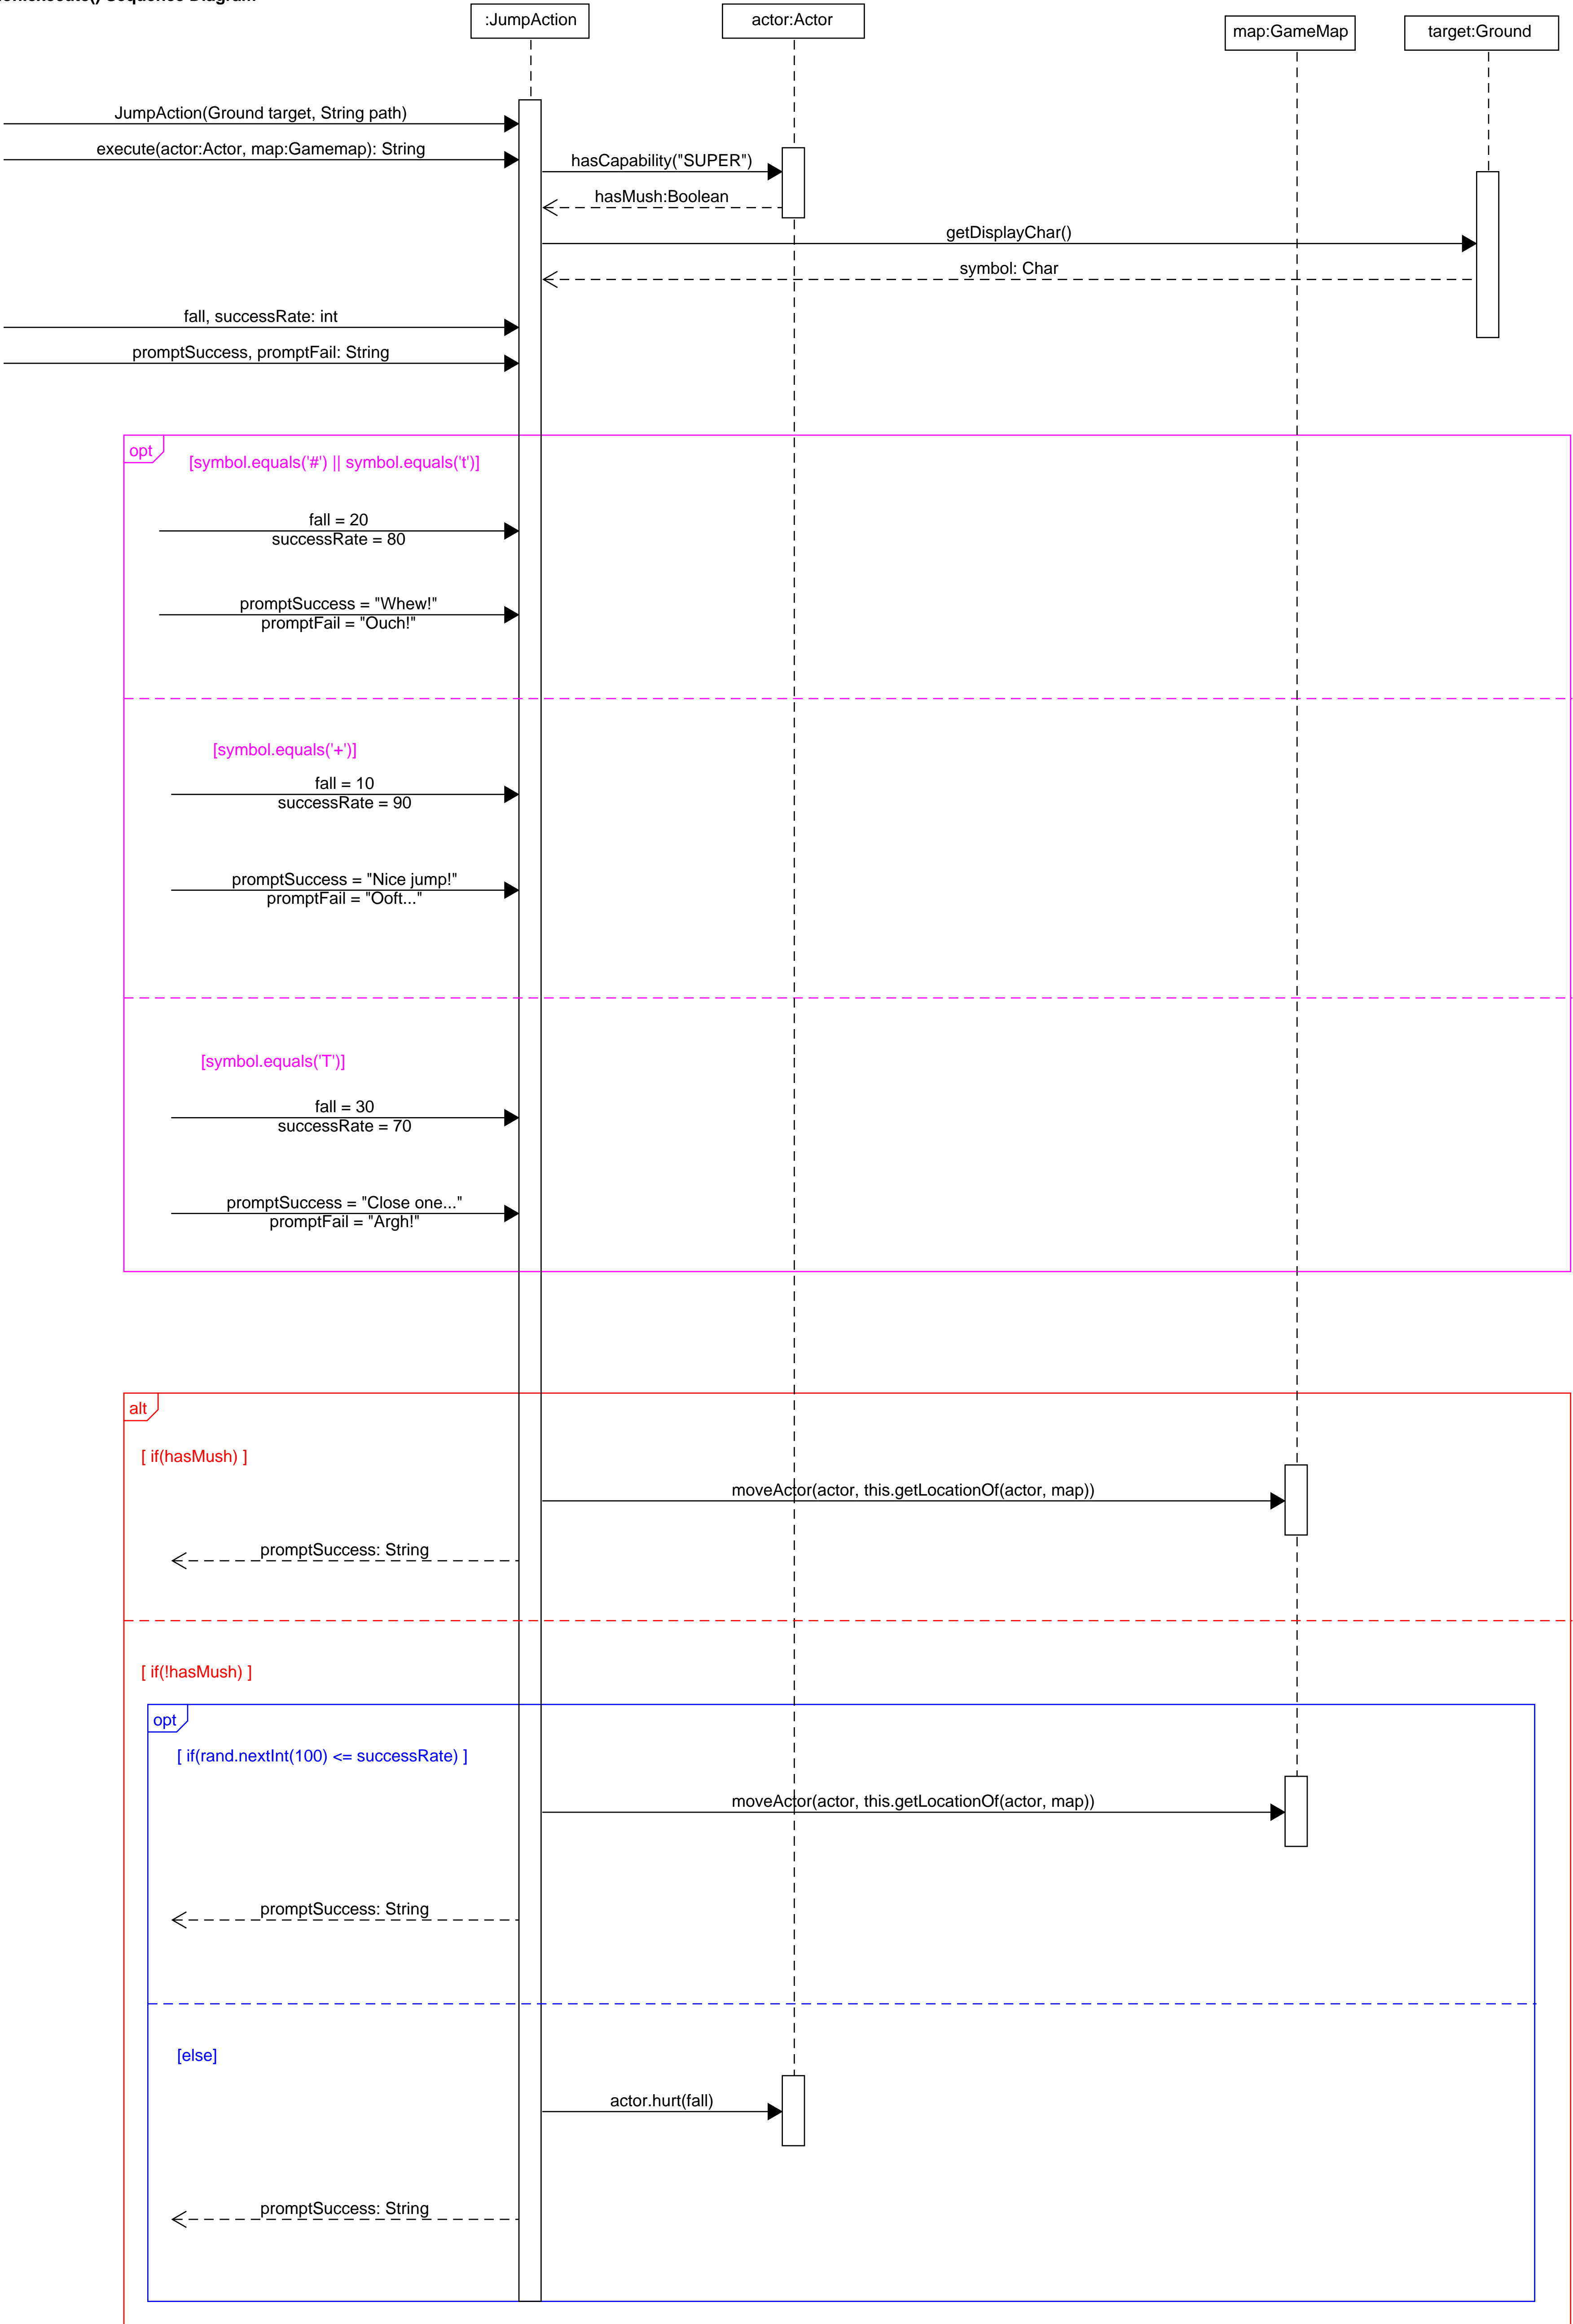 Sequence Diagram
:JumpAction
actor:Actor
map:GameMap
target:Ground
JumpAction(Ground target, String path)
execute(actor:Actor, map:Gamemap): String
hasCapability("SUPER")
hasMush:Boolean
getDisplayChar()
symbol: Char
fall, successRate: int
promptSuccess, promptFail: String
opt
[symbol.equals('#') || symbol.equals('t')]
fall = 20
successRate = 80
promptSuccess = "Whew!"
promptFail = "Ouch!"
[symbol.equals('+')]
fall = 10
successRate = 90
promptSuccess = "Nice jump!"
promptFail = "Ooft..."
[symbol.equals('T')]
fall = 30
successRate = 70
promptSuccess = "Close one..."
promptFail = "Argh!"
alt
[ if(hasMush) ]
moveActor(actor, this.getLocationOf(actor, map))
promptSuccess: String
[ if(!hasMush) ]
opt
[ if(rand.nextInt(100) <= successRate) ]
moveActor(actor, this.getLocationOf(actor, map))
promptSuccess: String
[else]
actor.hurt(fall)
promptSuccess: String